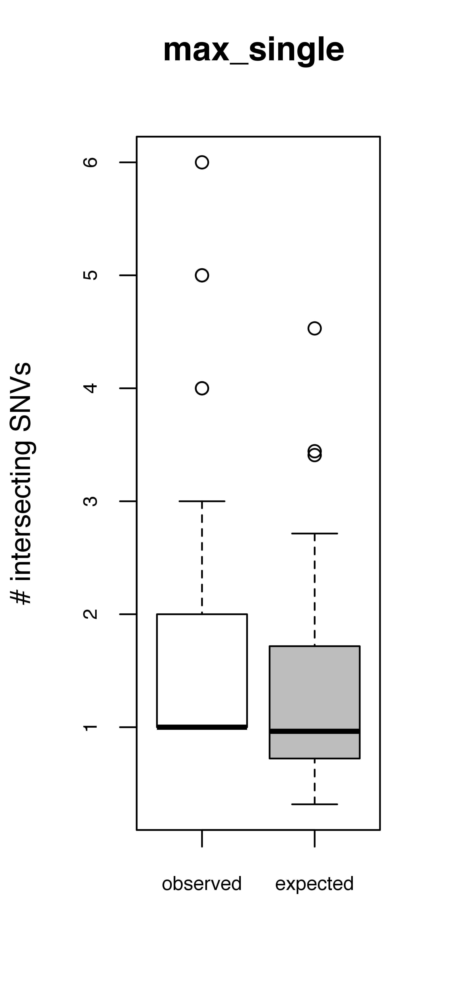 max_single
# intersecting SNVs
6
5
4
3
2
1
observed expected